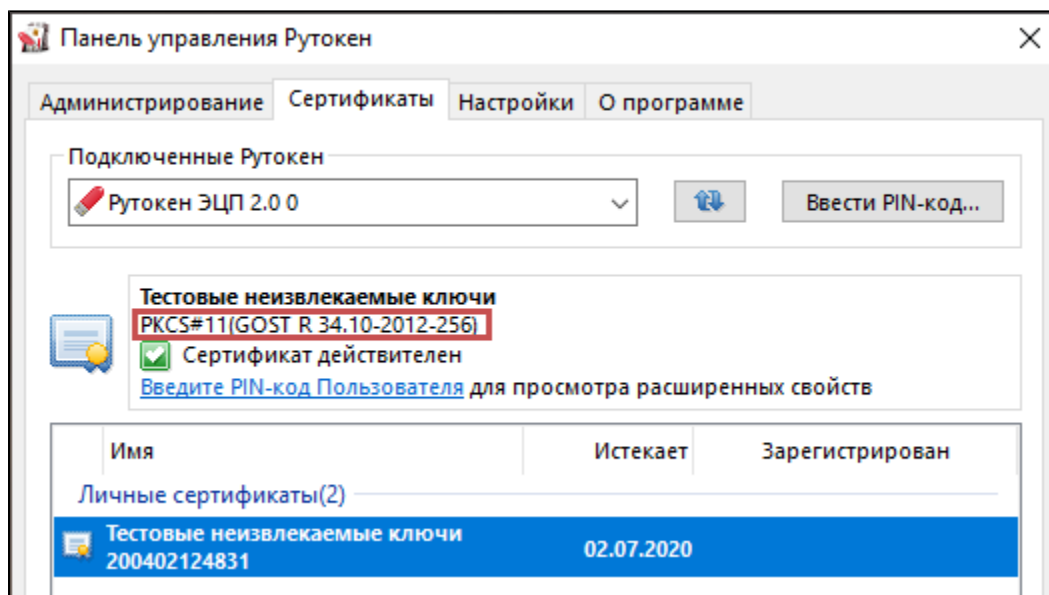 Панель управления Рутокен
Администрирование Сертификаты Настройки О программе
Подключенные Рутокен
Рутокен ЭЦП 2.0 0 Ввести PIN-код...
Тестовые неизвлекаемые ключи
PKCS#11(GOST R 34.10-2012-256)
Сертификат действителен
Введите PIN-код Пользователя для просмотра расширенных свойств
Имя Истекает Зарегистрирован
Личные сертификаты(2)
Тестовые неизвлекаемые ключи
200402124831 02.07.2020